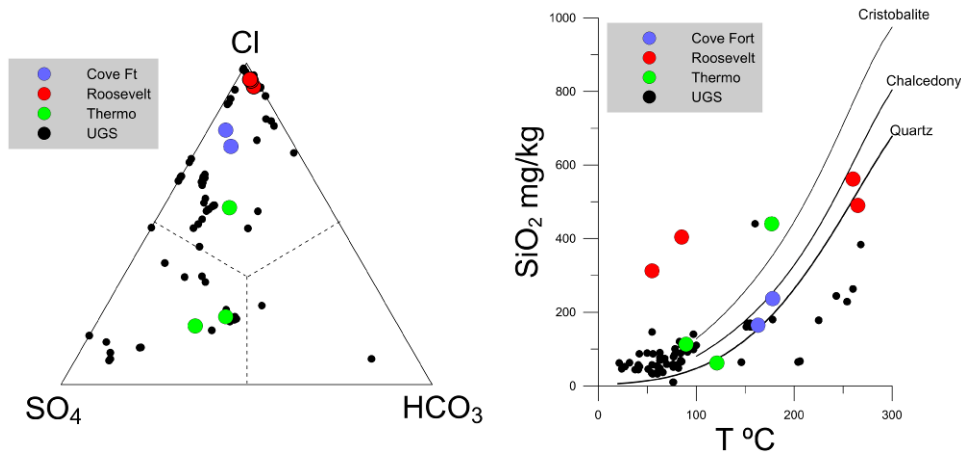 Cl
Cove Ft
Roosevelt
Thermo
UGS
SO4
HCO3
Cove Fort
Roosevelt
Thermo
UGS
Cristobalite
Chalcedony
Quartz
SiO2 mg/kg
1000
800
600
400
200
0
0
100
200
300
T ºC